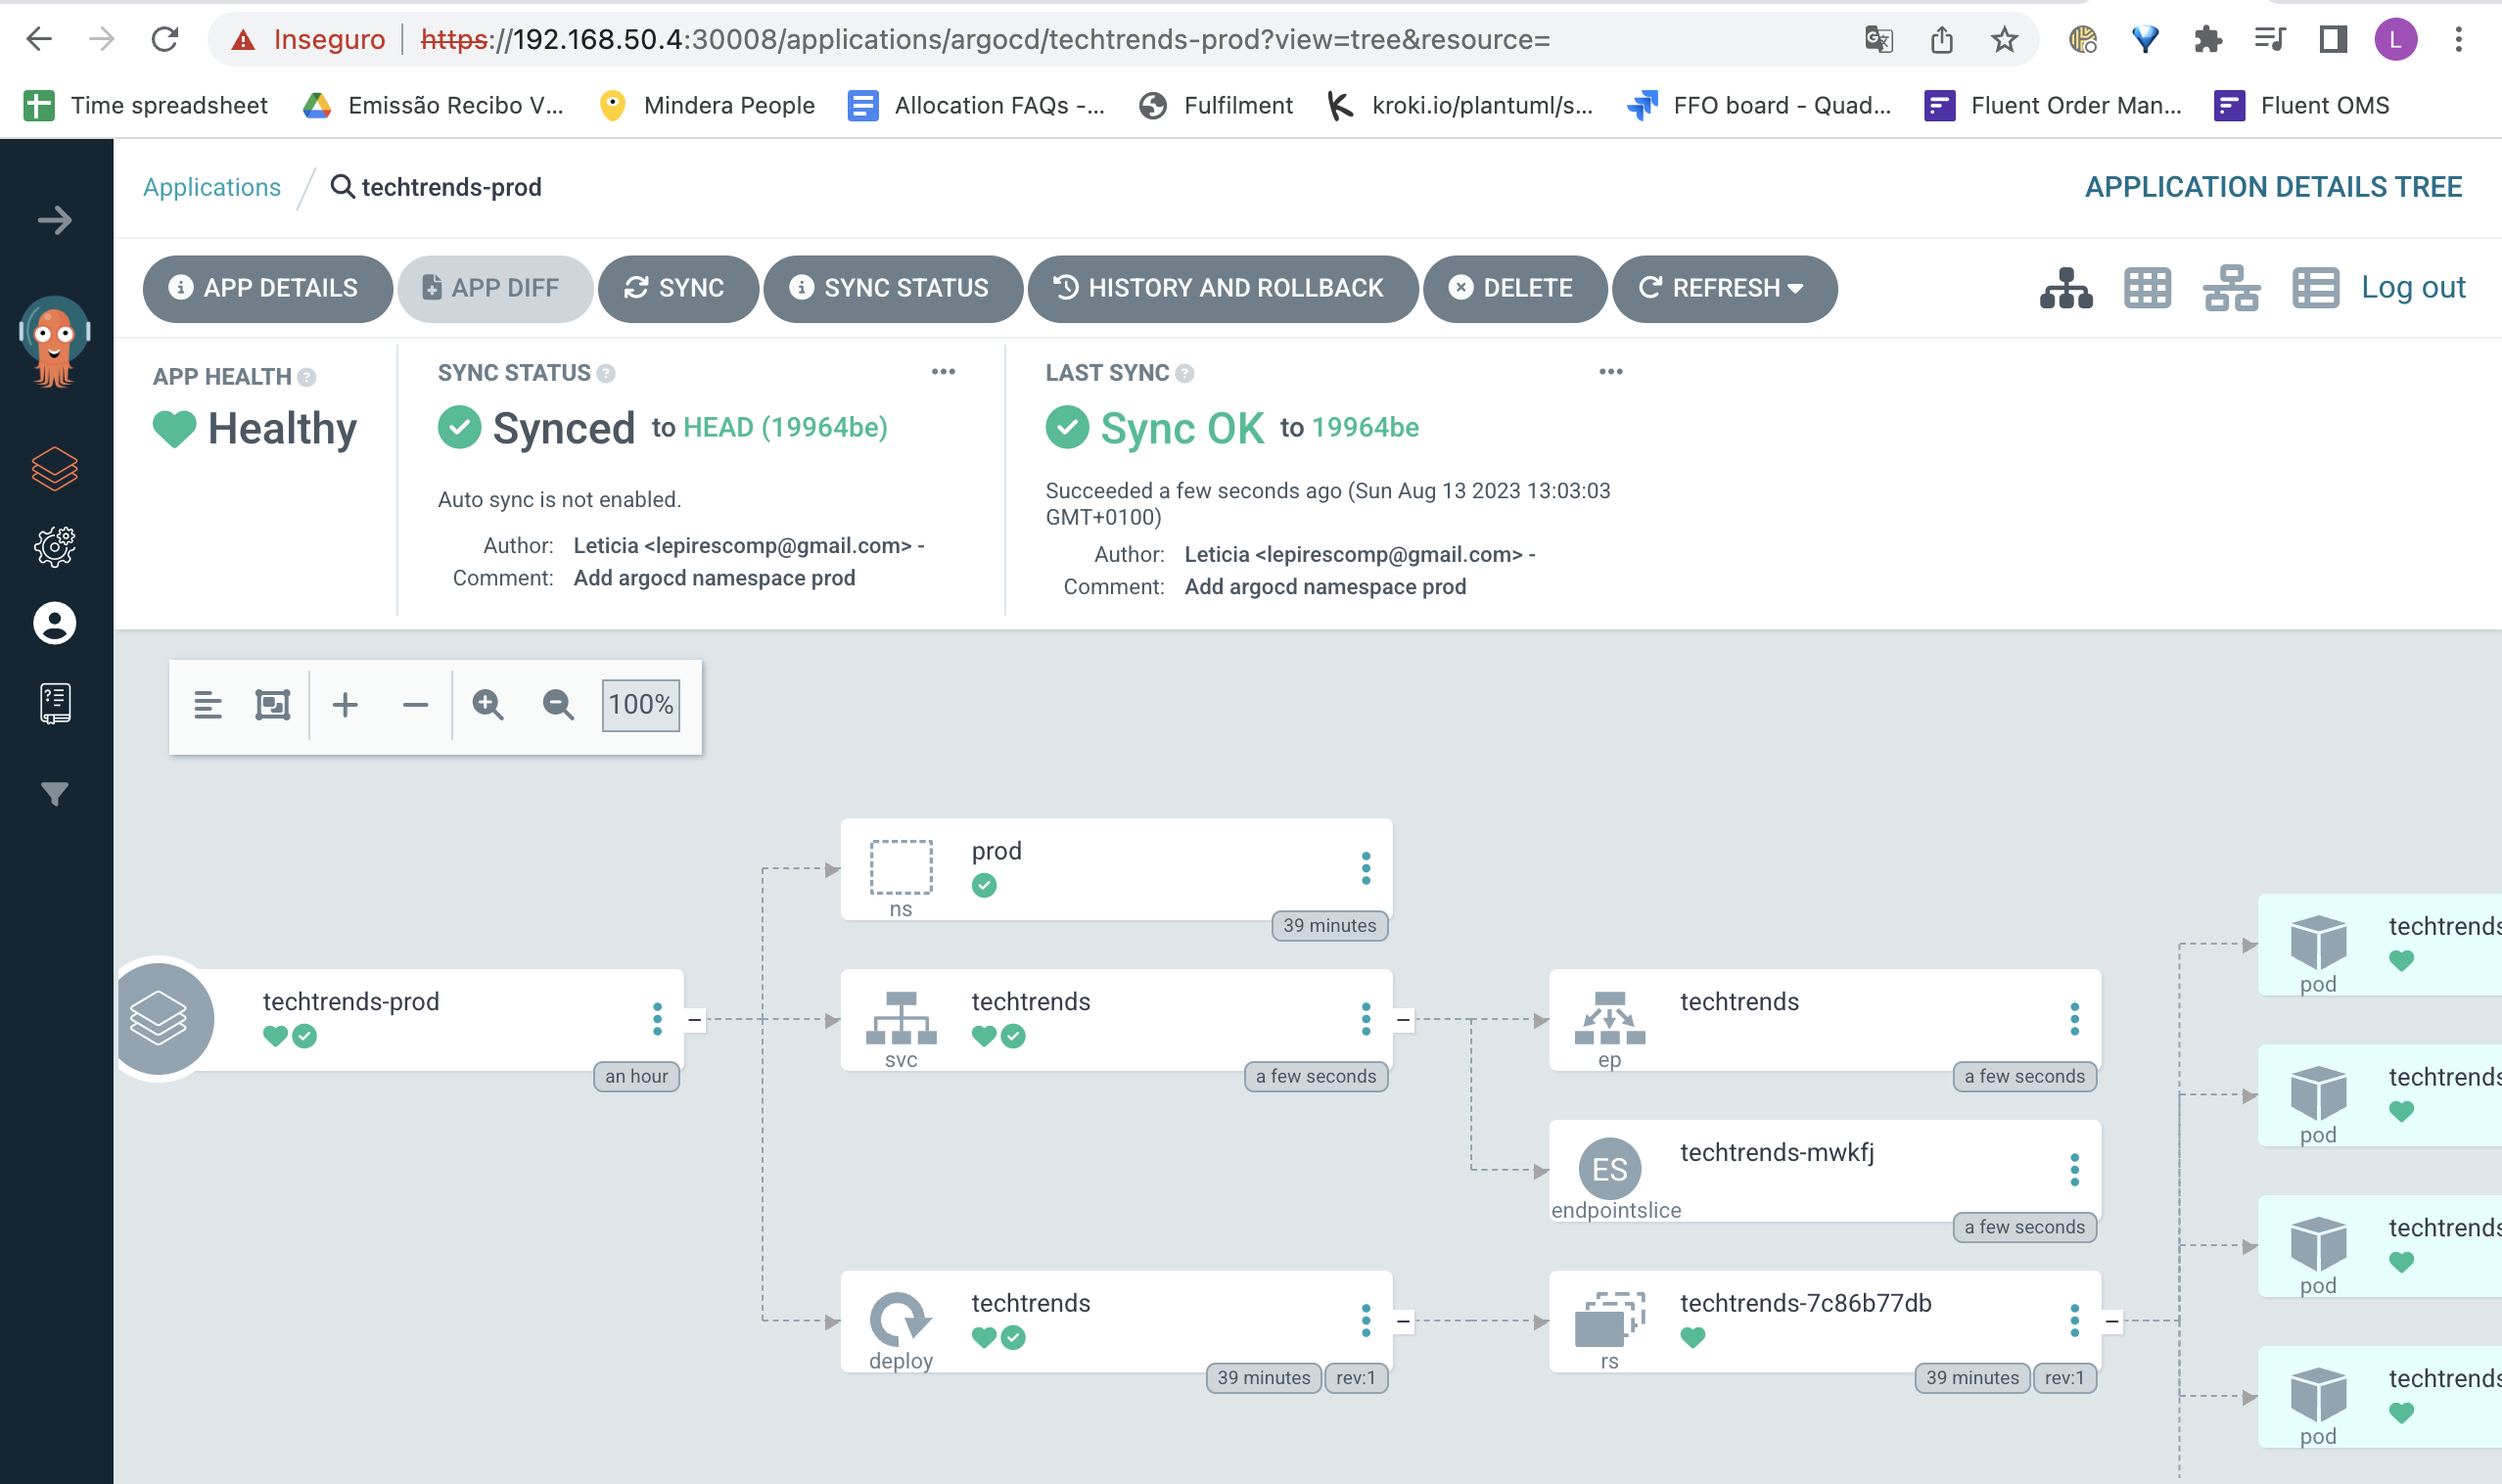 Inseguro https://192.168.50.4:30008/applications/argocd/techtrends-prod?view=tree&resource= L
Time spreadsheet Emissão Recibo V... Mindera People Allocation FAQs -... Fulfilment kroki.io/plantuml/s... FFO board - Quad... Fluent Order Man... Fluent OMS
Applications techtrends-prod APPLICATION DETAILS TREE
APP DETAILS APP DIFF SYNC SYNC STATUS HISTORY AND ROLLBACK DELETE REFRESH Log out
APP HEALTH
Healthy
SYNC STATUS
Synced to HEAD (19964be)
Auto sync is not enabled.
Author: Leticia <lepirescomp@gmail.com> -
Comment: Add argocd namespace prod
LAST SYNC
Sync OK to 19964be
Succeeded a few seconds ago (Sun Aug 13 2023 13:03:03
GMT+0100)
Author: Leticia <lepirescomp@gmail.com> -
Comment: Add argocd namespace prod
100%
techtrends-prod
an hour
prod
ns
39 minutes
techtrends
svc
a few seconds
techtrends
deploy
39 minutes rev:1
techtrends
ep
a few seconds
ES
techtrends-mwkfj
endpointslice
a few seconds
techtrends-7c86b77db
rs
39 minutes rev:1
techtrends
pod
techtrends
pod
techtrends
pod
techtrends
pod